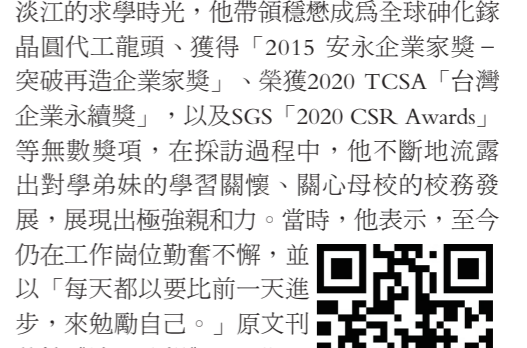 淡江的求學時光，他帶領穩懋成為全球砷化鎵
晶圓代工龍頭、獲得「2015 安永企業家獎－
突破再造企業家獎」、榮獲2020 TCSA「台灣
企業永續獎」，以及SGS「2020 CSR Awards」
等無數獎項，在採訪過程中，他不斷地流露
出對學弟妹的學習關懷、關心母校的校務發
展，展現出極強親和力。當時，他表示，至今
仍在工作崗位勤奮不懈，並
以「每天都以要比前一天進
步，來勉勵自己。」原文刊